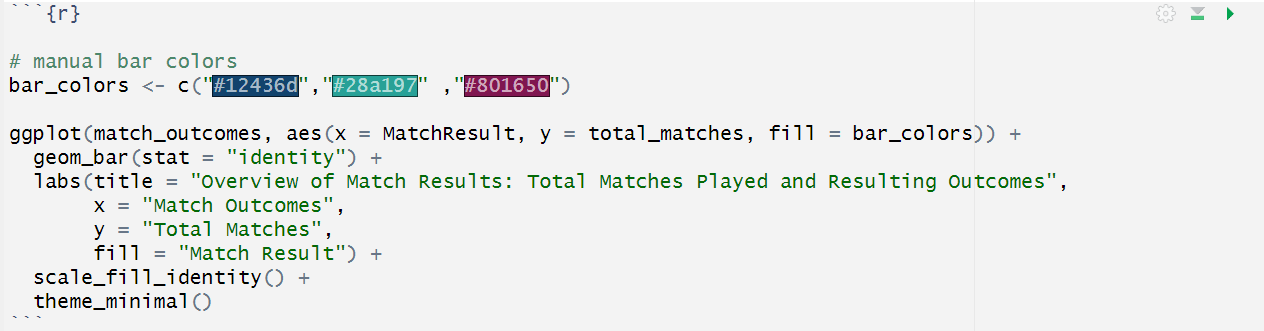 ```{r}
# manual bar colors
bar_colors <- c("#12436d","#28a197" ,"#801650")
ggplot(match_outcomes, aes(x = MatchResult, y = total_matches, fill = bar_colors)) +
  geom_bar(stat = "identity") +
  labs(title = "Overview of Match Results: Total Matches Played and Resulting Outcomes",
       x = "Match Outcomes",
       y = "Total Matches",
       fill = "Match Result") +
  scale_fill_identity() +
  theme_minimal()
```